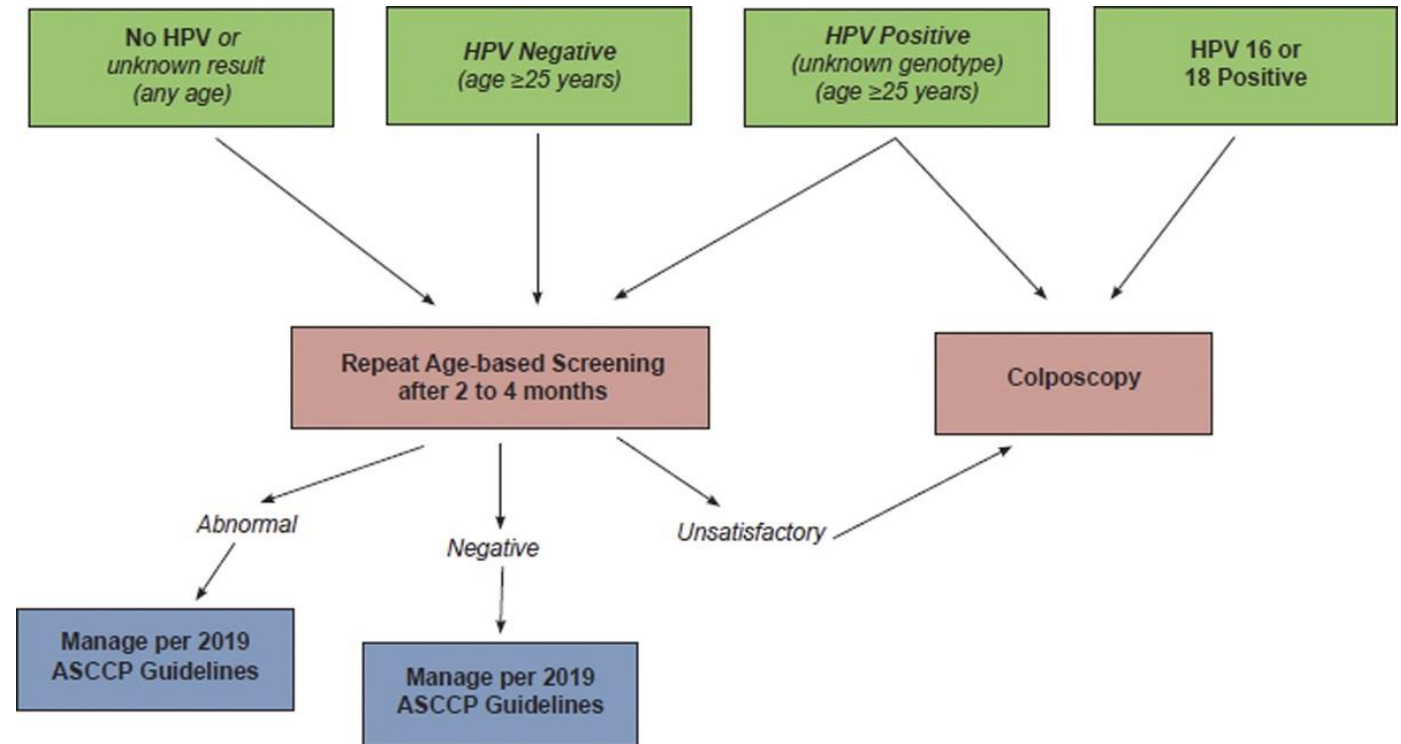 No HPV or
unknown result
(any age)
HPV Negative
(age ≥25 years)
HPV Positive
(unknown genotype)
(age ≥25 years)
HPV 16 or
18 Positive
Repeat Age-based Screening
after 2 to 4 months
Colposcopy
Abnormal
Negative
Unsatisfactory
Manage per 2019
ASCCP Guidelines
Manage per 2019
ASCCP Guidelines